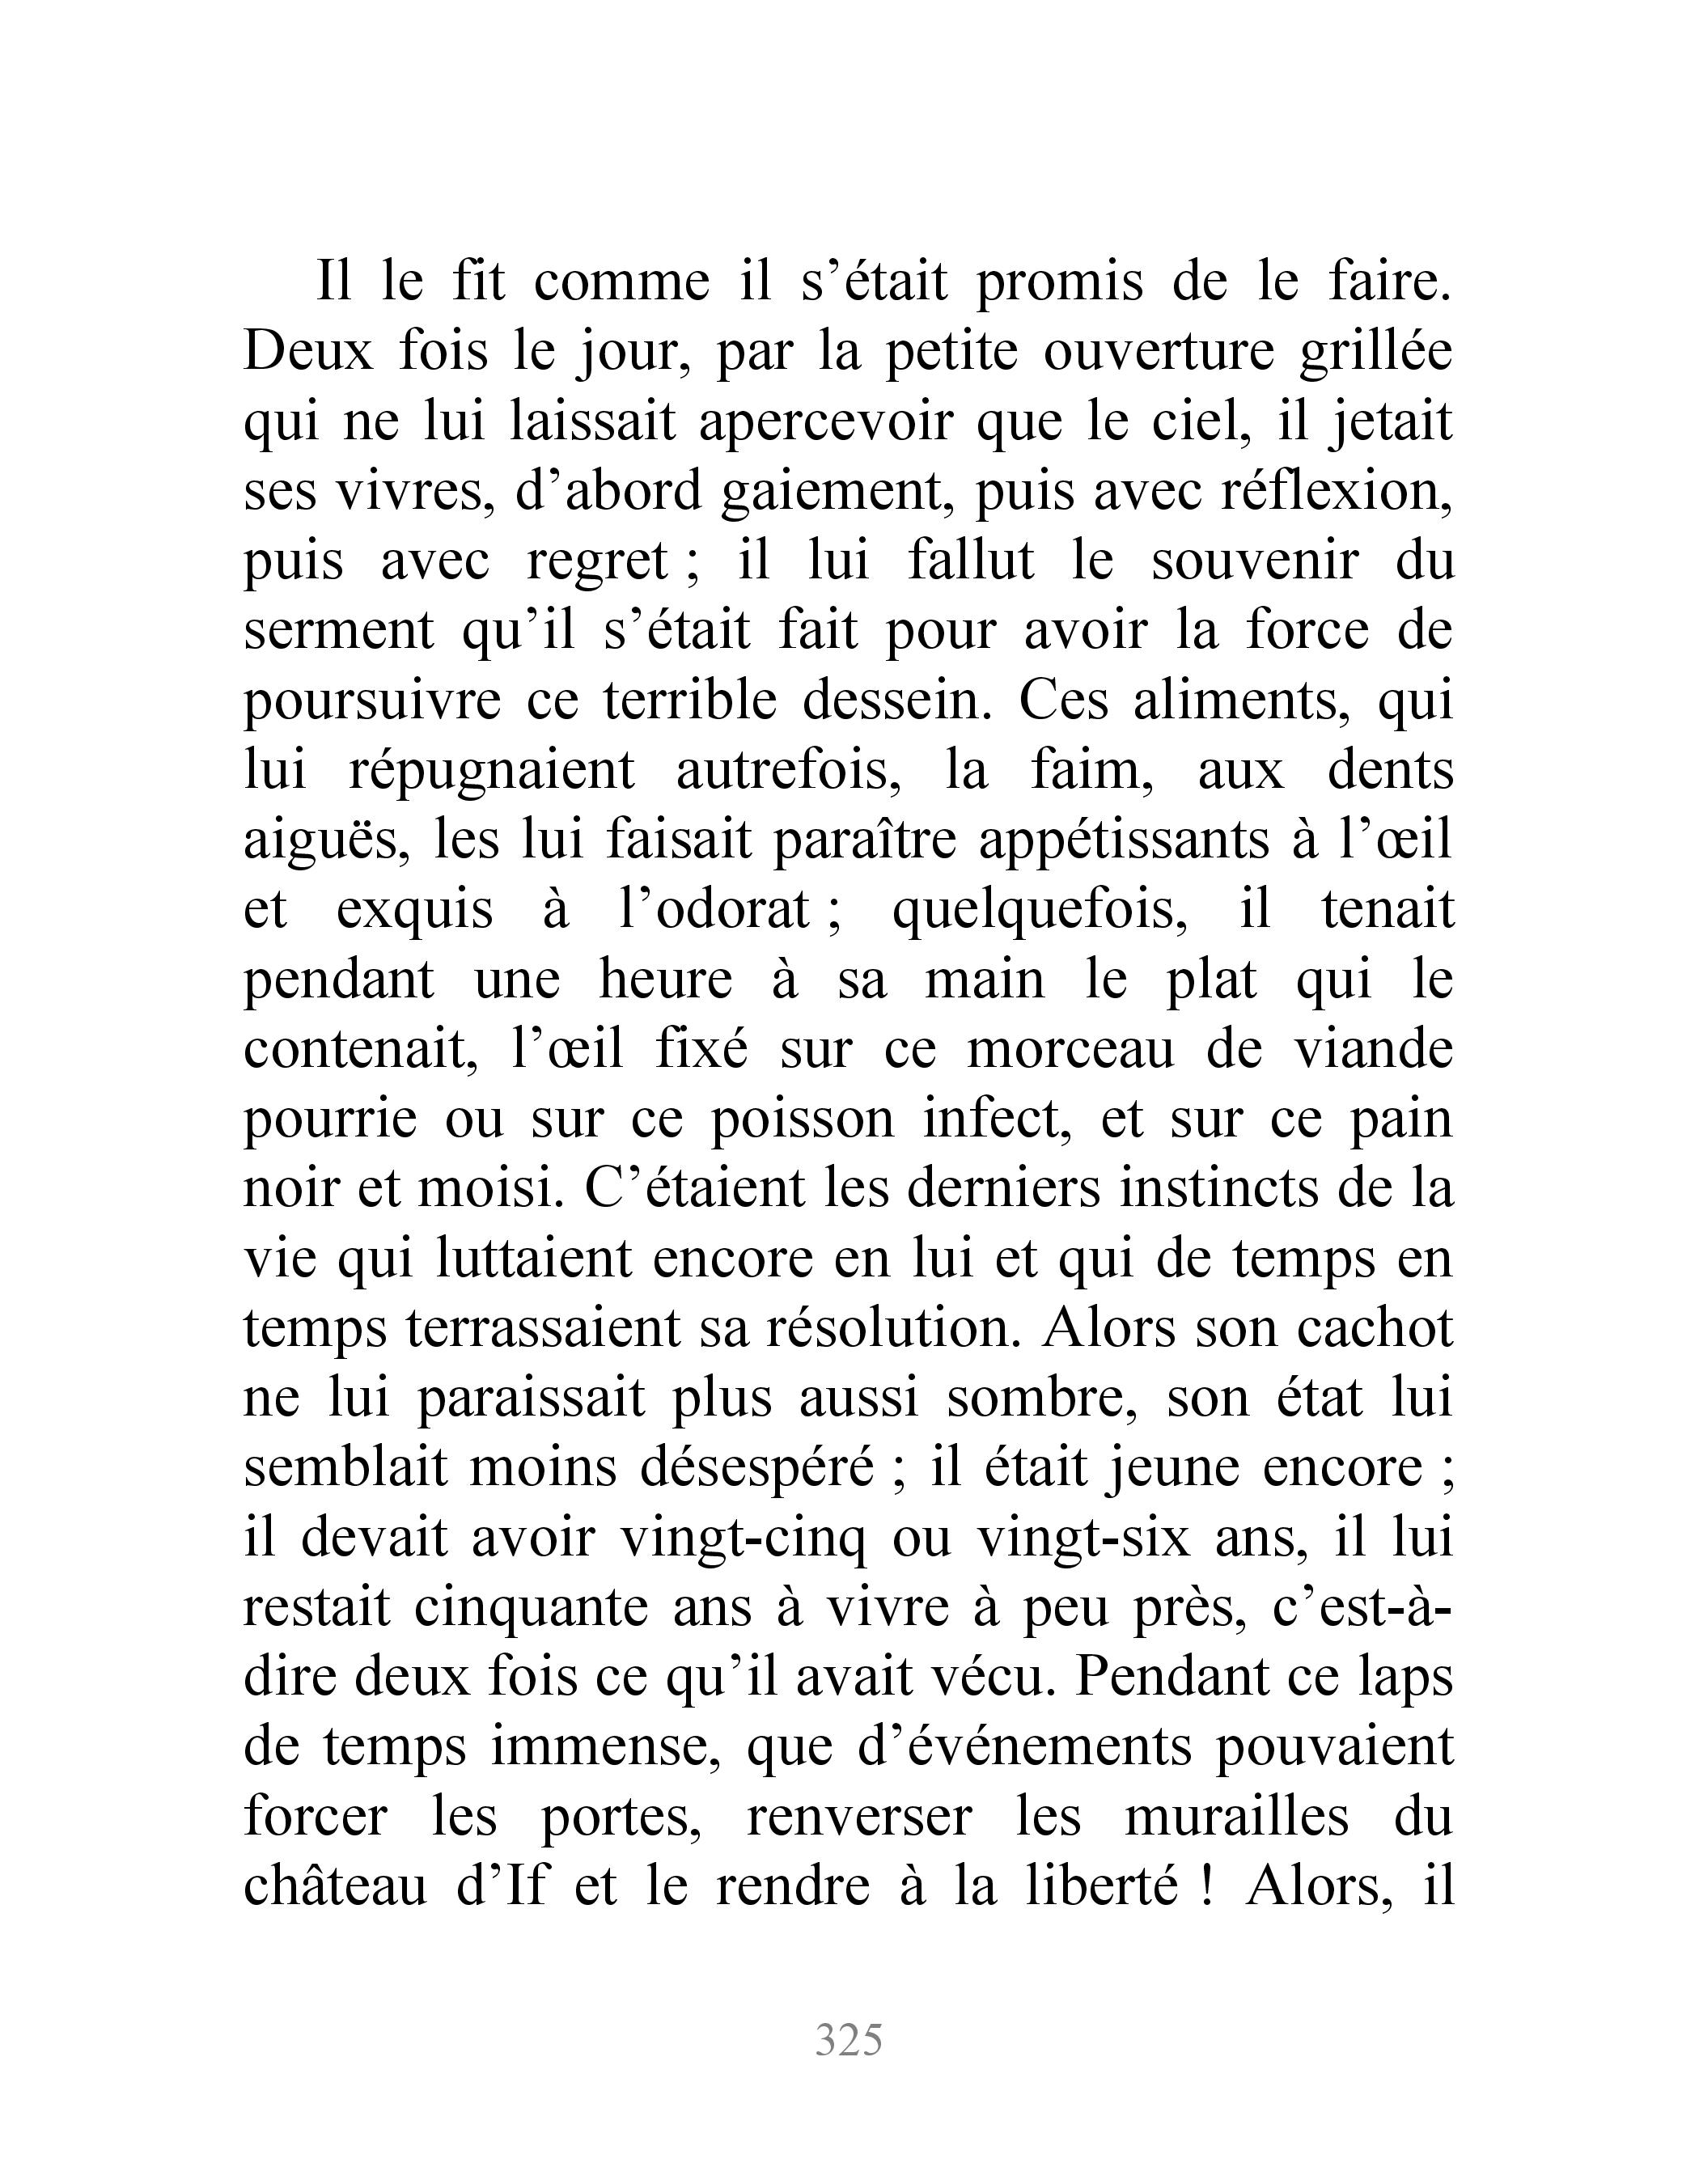 Il le fit comme il s’était promis de le faire.
Deux fois le jour, par la petite ouverture grillée
qui ne lui laissait apercevoir que le ciel, il jetait
ses vivres, d’abord gaiement, puis avec réflexion,
puis avec regret ; il lui fallut le souvenir du
serment qu’il s’était fait pour avoir la force de
poursuivre ce terrible dessein. Ces aliments, qui
lui répugnaient autrefois, la faim, aux dents
aiguës, les lui faisait paraître appétissants à l’œil
et exquis à l’odorat ; quelquefois, il tenait
pendant une heure à sa main le plat qui le
contenait, l’œil fixé sur ce morceau de viande
pourrie ou sur ce poisson infect, et sur ce pain
noir et moisi. C’étaient les derniers instincts de la
vie qui luttaient encore en lui et qui de temps en
temps terrassaient sa résolution. Alors son cachot
ne lui paraissait plus aussi sombre, son état lui
semblait moins désespéré ; il était jeune encore ;
il devait avoir vingt-cinq ou vingt-six ans, il lui
restait cinquante ans à vivre à peu près, c’est-à-
dire deux fois ce qu’il avait vécu. Pendant ce laps
de temps immense, que d’événements pouvaient
forcer les portes, renverser les murailles du
château d’If et le rendre à la liberté ! Alors, il
325